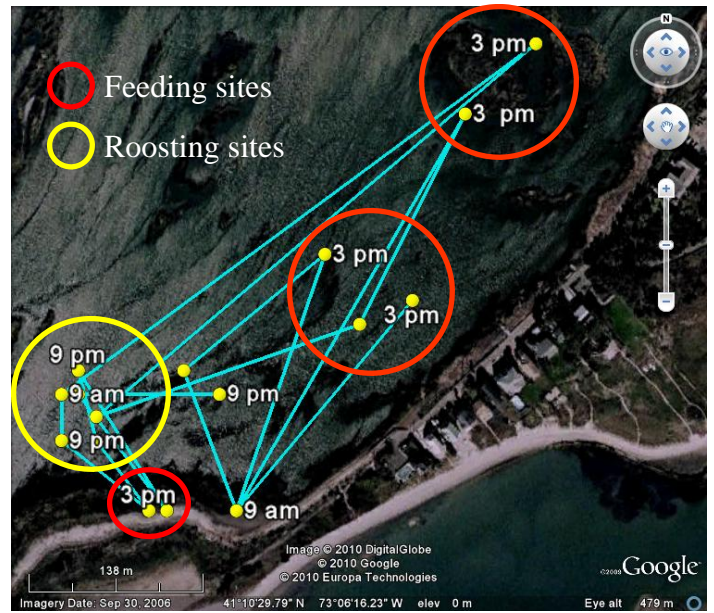 3 pm
N
Feeding sites
3 pm
Roosting sites
3 pm
3 pm
9 pm
9 am
9 pm
9 pm
3 pm
9 am
Image © 2010 DigitalGlobe
© 2010 Google
© 2010 Europa Technologies
©2009 Google™
138 m
Imagery Date: Sep 30, 2006 41°10'29.79" N 73°06'16.23" W elev 0 m Eye alt 479 m